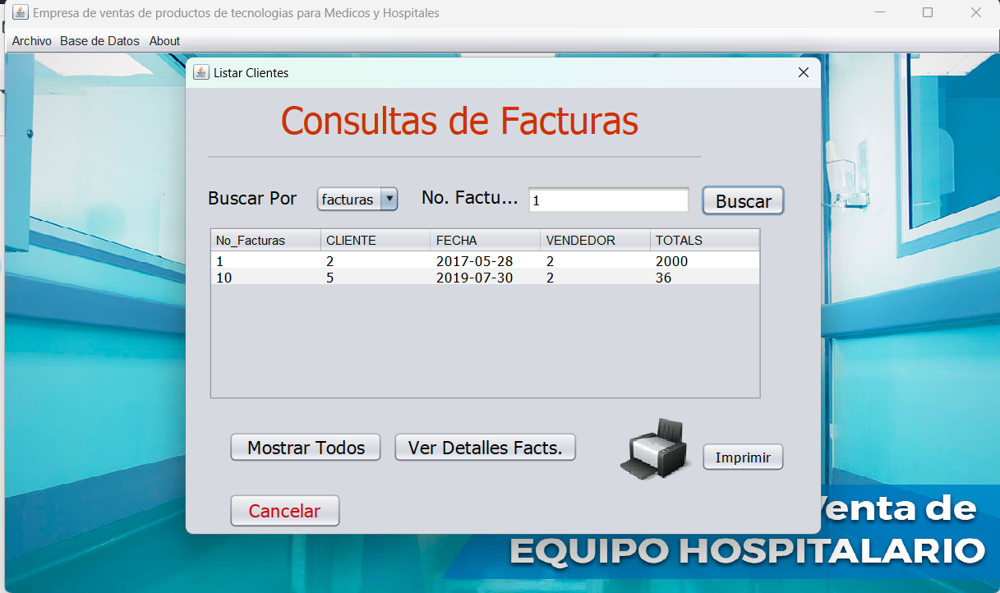 Empresa de ventas de productos de tecnologias para Medicos y Hospitales
Archivo Base de Datos About
Listar Clientes
Consultas de Facturas
Buscar Por facturas No. Factu... 1 Buscar
No_Facturas CLIENTE FECHA VENDEDOR TOTALS
1 2 2017-05-28 2 2000
10 5 2019-07-30 2 36
Mostrar Todos Ver Detalles Facts. Imprimir
Cancelar
Venta de
EQUIPO HOSPITALARIO